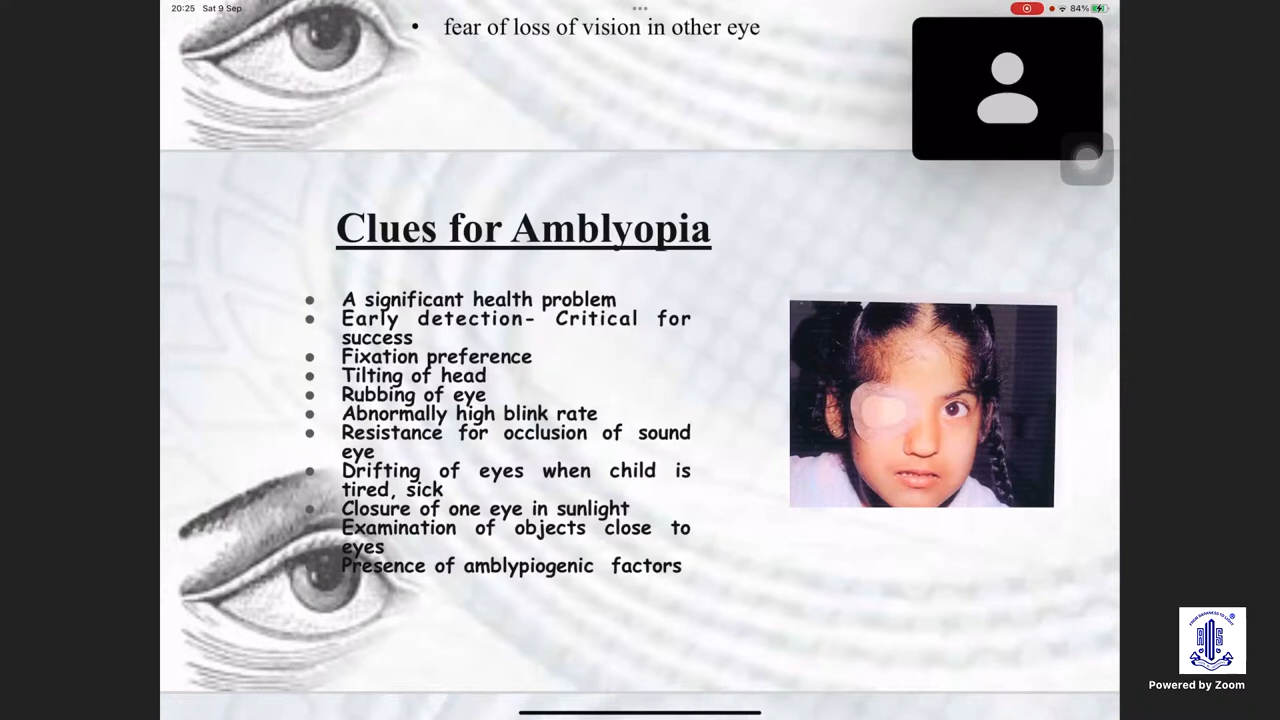 20:25 Sat 9 Sep
84%
• fear of loss of vision in other eye
Clues for Amblyopia
• A significant health problem
• Early detection- Critical for
success
• Fixation preference
• Tilting of head
• Rubbing of eye
• Abnormally high blink rate
• Resistance for occlusion of sound
eye
• Drifting of eyes when child is
tired, sick
• Closure of one eye in sunlight
Examination of objects close to
eyes
Presence of amblypiogenic factors
Powered by Zoom